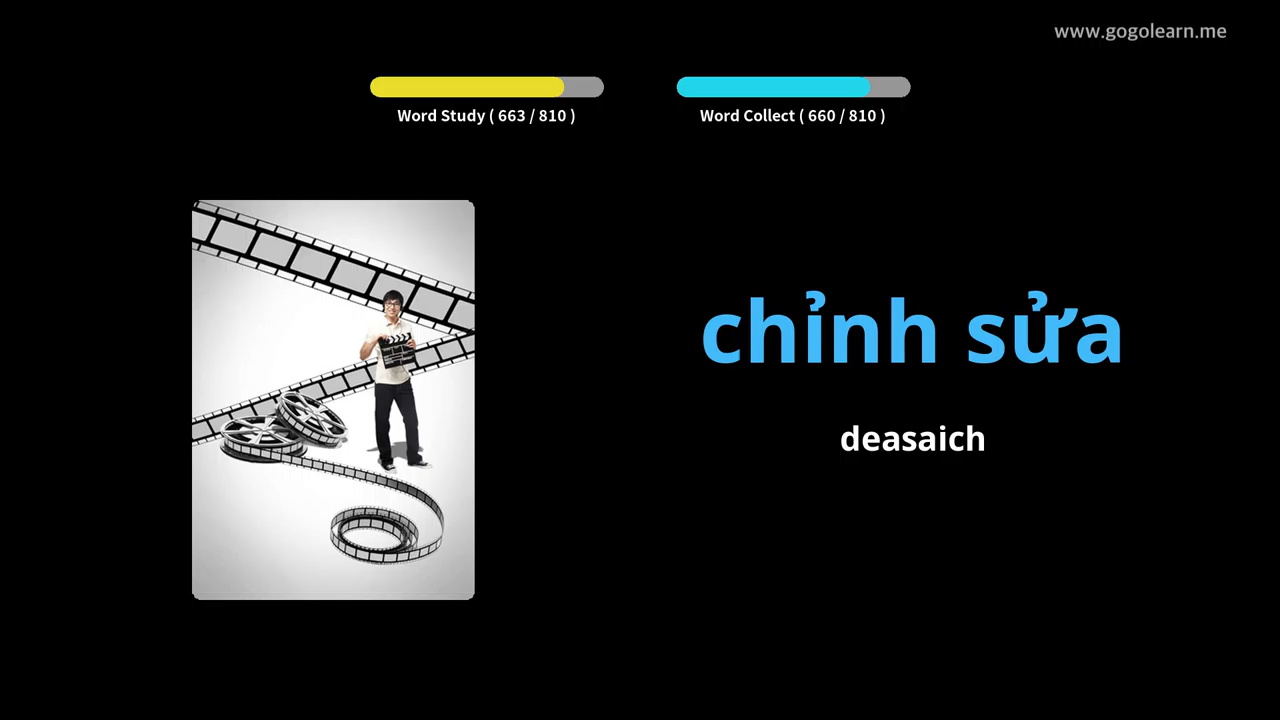 www.gogolearn.me
Word Study ( 663 / 810 )
Word Collect ( 660 / 810 )
chỉnh sửa
deasaich